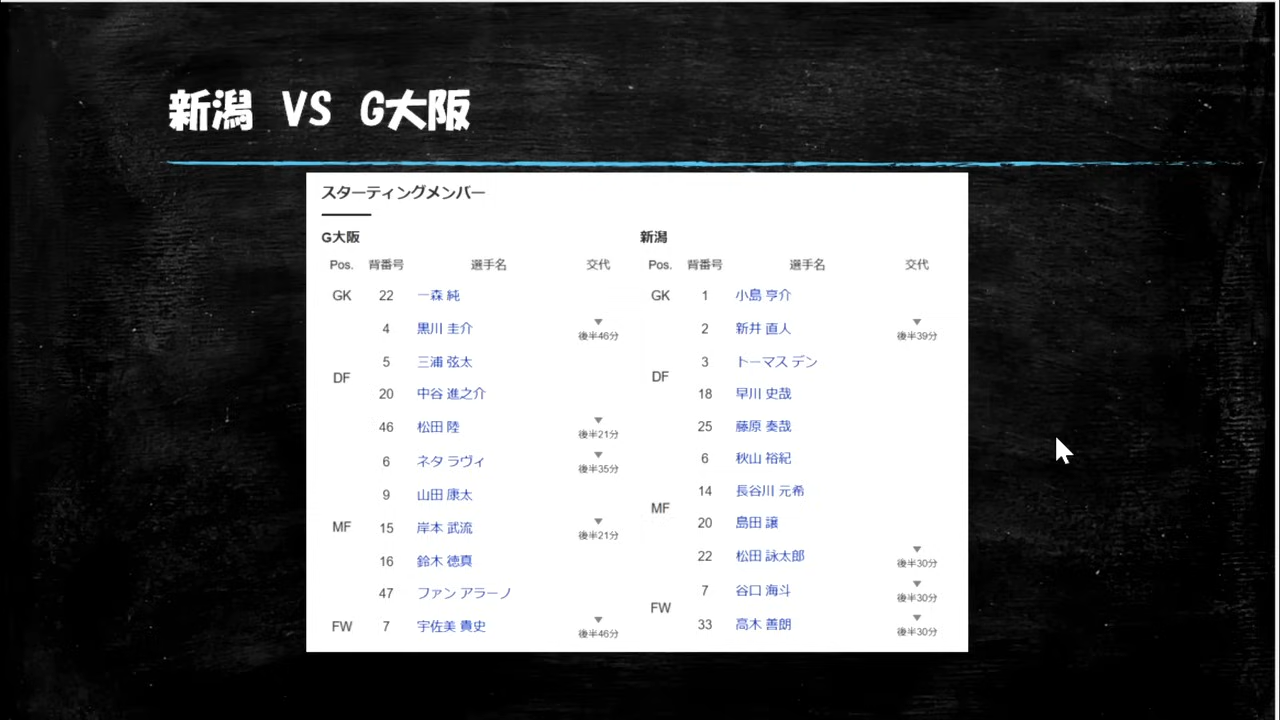 新潟 VS G大阪
スターティングメンバー
G大阪
Pos. 背番号 選手名 交代
GK 22 一森 純
4 黒川 圭介 ▼ 後半46分
5 三浦 弦太
DF
20 中谷 進之介
46 松田 陸 ▼ 後半21分
6 ネタ ラヴィ ▼ 後半35分
9 山田 康太
MF 15 岸本 武流 ▼ 後半21分
16 鈴木 徳真
47 ファン アラーノ
FW 7 宇佐美 貴史 ▼ 後半46分
新潟
Pos. 背番号 選手名 交代
GK 1 小島 亨介
2 新井 直人 ▼ 後半39分
3 トーマス デン
DF
18 早川 史哉
25 藤原 奏哉
6 秋山 裕紀
14 長谷川 元希
MF
20 島田 譲
22 松田 詠太郎 ▼ 後半30分
7 谷口 海斗 ▼ 後半30分
FW
33 高木 善朗 ▼ 後半30分